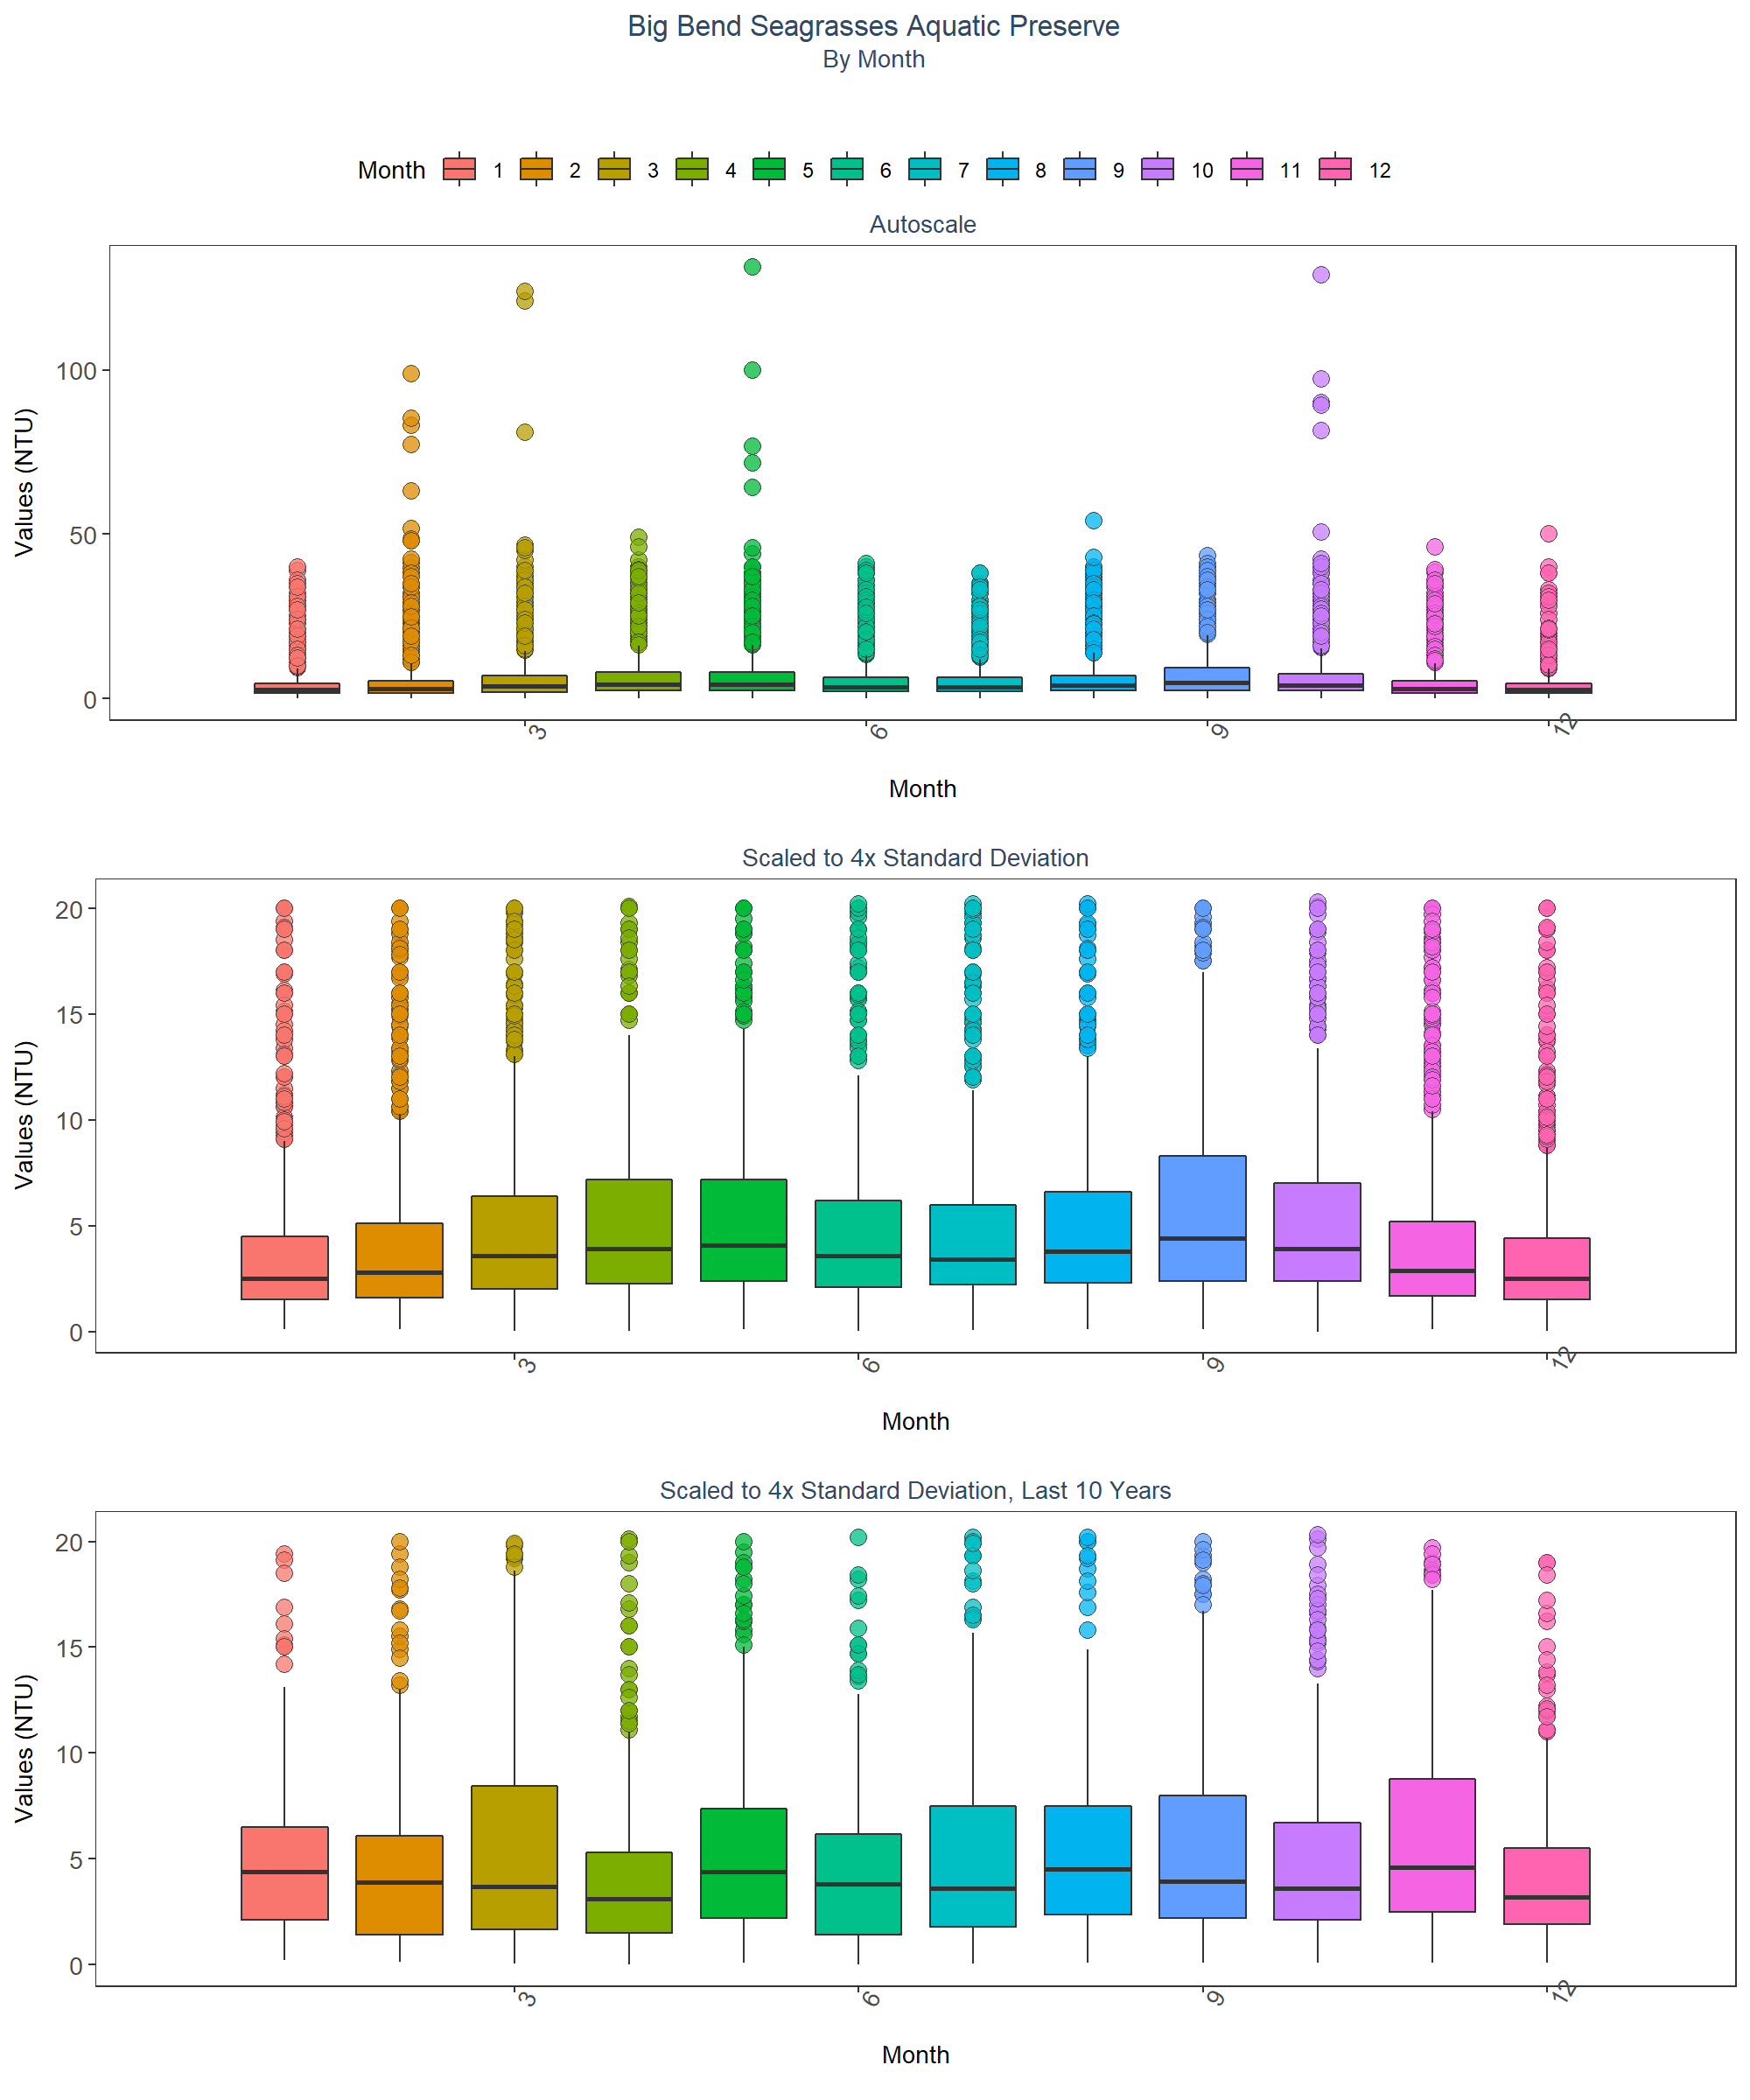 Big Bend Seagrasses Aquatic Preserve
By Month
Month 1 2 3 4 5 6 7 8 9 10 11 12
Autoscale
Values (NTU)
100
50
0
3 6 9 12
Month
Scaled to 4x Standard Deviation
Values (NTU)
20
15
10
5
0
3 6 9 12
Month
Scaled to 4x Standard Deviation, Last 10 Years
Values (NTU)
20
15
10
5
0
3 6 9 12
Month